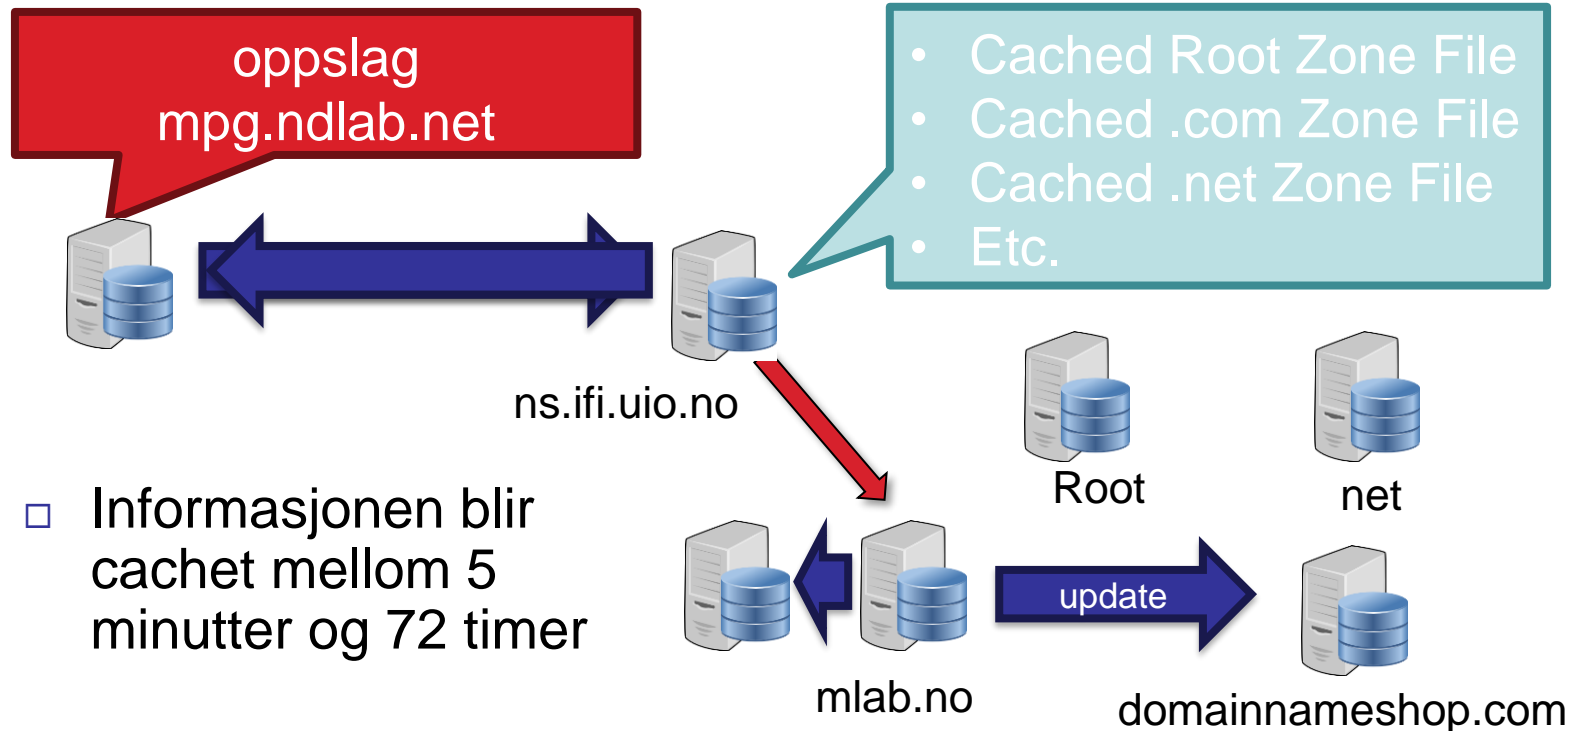 oppslag
mpg.ndlab.net
• Cached Root Zone File
• Cached .com Zone File
• Cached .net Zone File
• Etc.
ns.ifi.uio.no
Root
net
Informasjonen blir
cachet mellom 5
minutter og 72 timer
update
mlab.no
domainnameshop.com